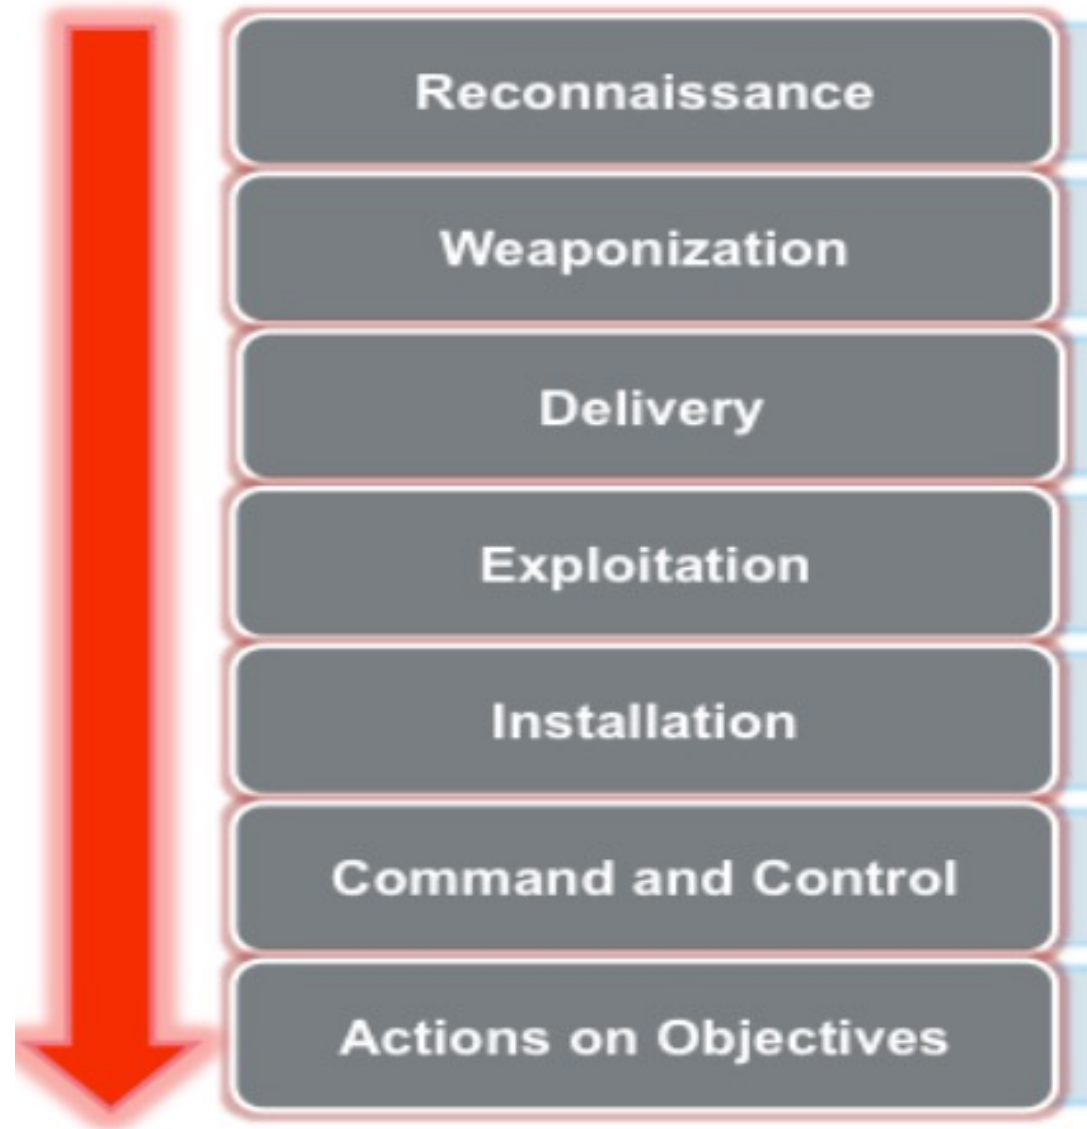 Reconnaissance
Weaponization
Delivery
Exploitation
Installation
Command and Control
Actions on Objectives